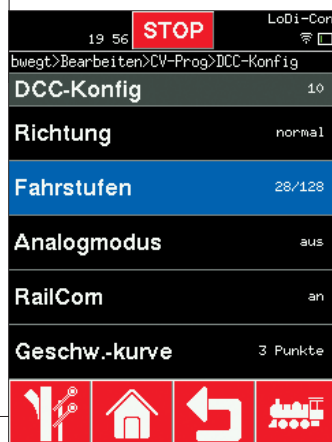 LoDi-Con
19 56 STOP
bwegt>Bearbeiten>CV-Prog>DCC-Konfig
DCC-Konfig 10
Richtung normal
Fahrstufen 28/128
Analogmodus aus
RailCom an
Geschw.-kurve 3 Punkte